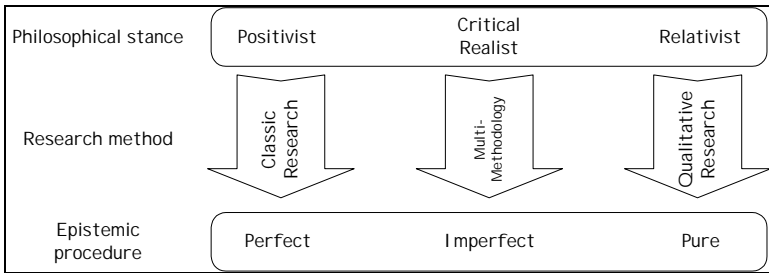 Philosophical stance
Positivist
Critical
Realist
Relativist
Research method
Classic
Research
Multi-
Methodology
Qualitative
Research
Epistemic
procedure
Perfect
Imperfect
Pure